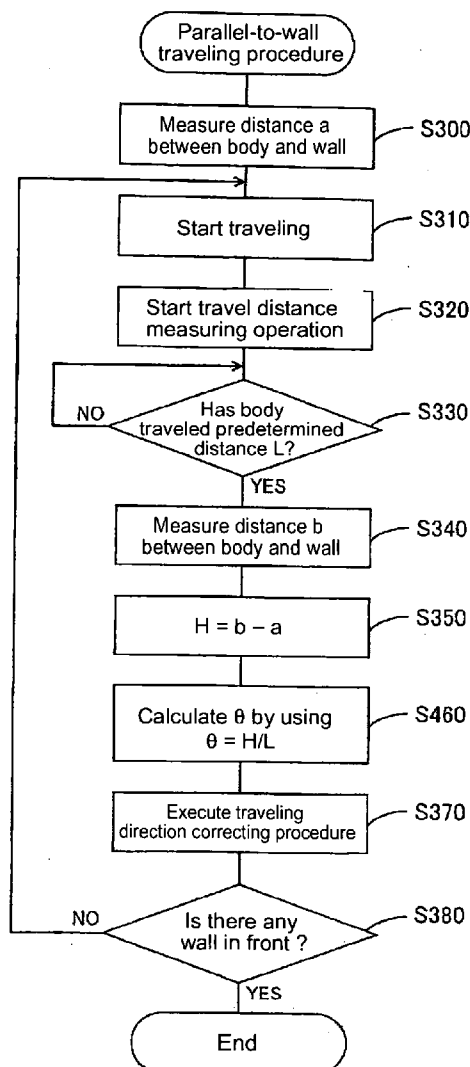 Parallel-to-wall
traveling procedure
Measure distance a
between body and wall
S300
Start traveling
S310
Start travel distance
measuring operation
S320
NO
Has body
traveled predetermined
distance L?
S330
YES
Measure distance b
between body and wall
S340
H = b – a
S350
Calculate θ by using
θ = H/L
S460
Execute traveling
direction correcting procedure
S370
NO
Is there any
wall in front ?
S380
YES
End